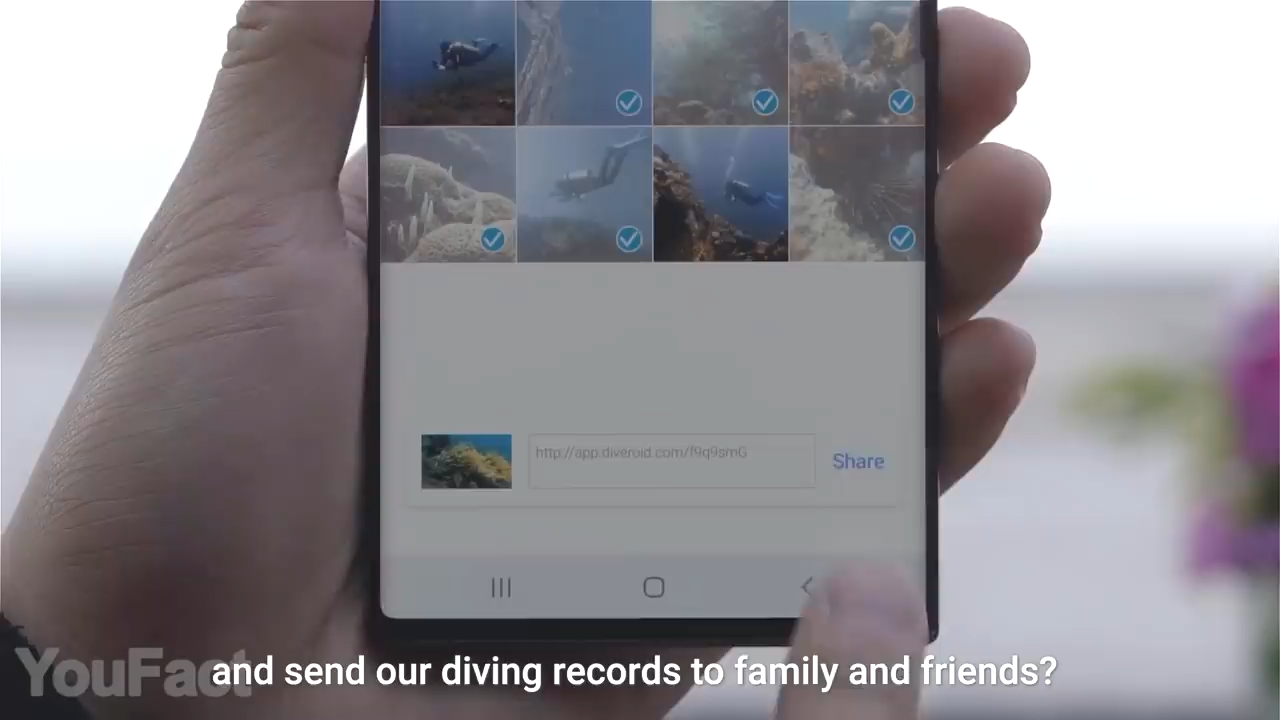 http://app.diveroid.com/f9q9smG
Share
YouFact
and send our diving records to family and friends?